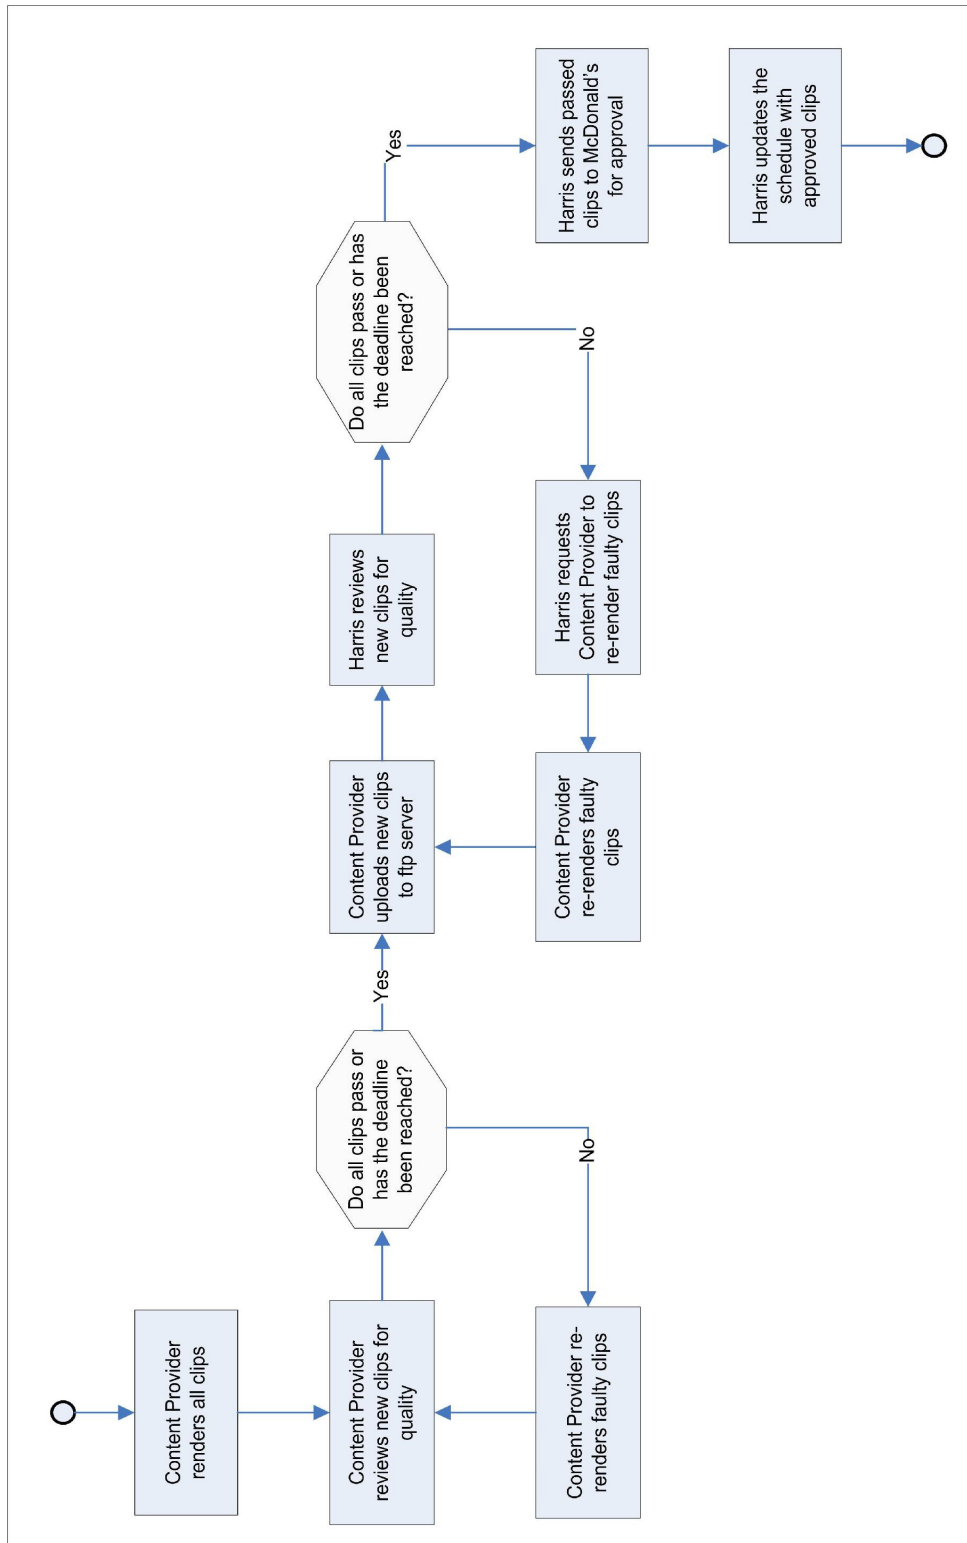 Content Provider
renders all clips
Content Provider
reviews new clips for
quality
Do all clips pass or
has the deadline
been reached?
No
Content Provider re-
renders faulty clips
Yes
Content Provider
uploads new clips
to ftp server
Harris reviews
new clips for
quality
Do all clips pass or has
the deadline been
reached?
No
Harris requests
Content Provider to
re-render faulty clips
Content Provider
re-renders faulty
clips
Yes
Harris sends passed
clips to McDonald's
for approval
Harris updates the
schedule with
approved clips